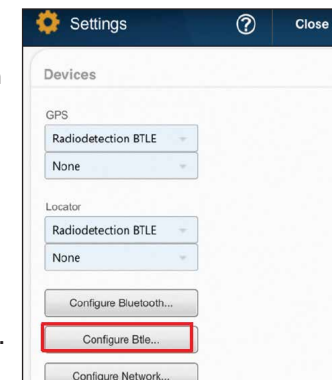 Settings
?
Close
Devices
GPS
Radiodetection BTLE
None
Locator
Radiodetection BTLE
None
Configure Bluetooth...
Configure Btle...
Configure Network...